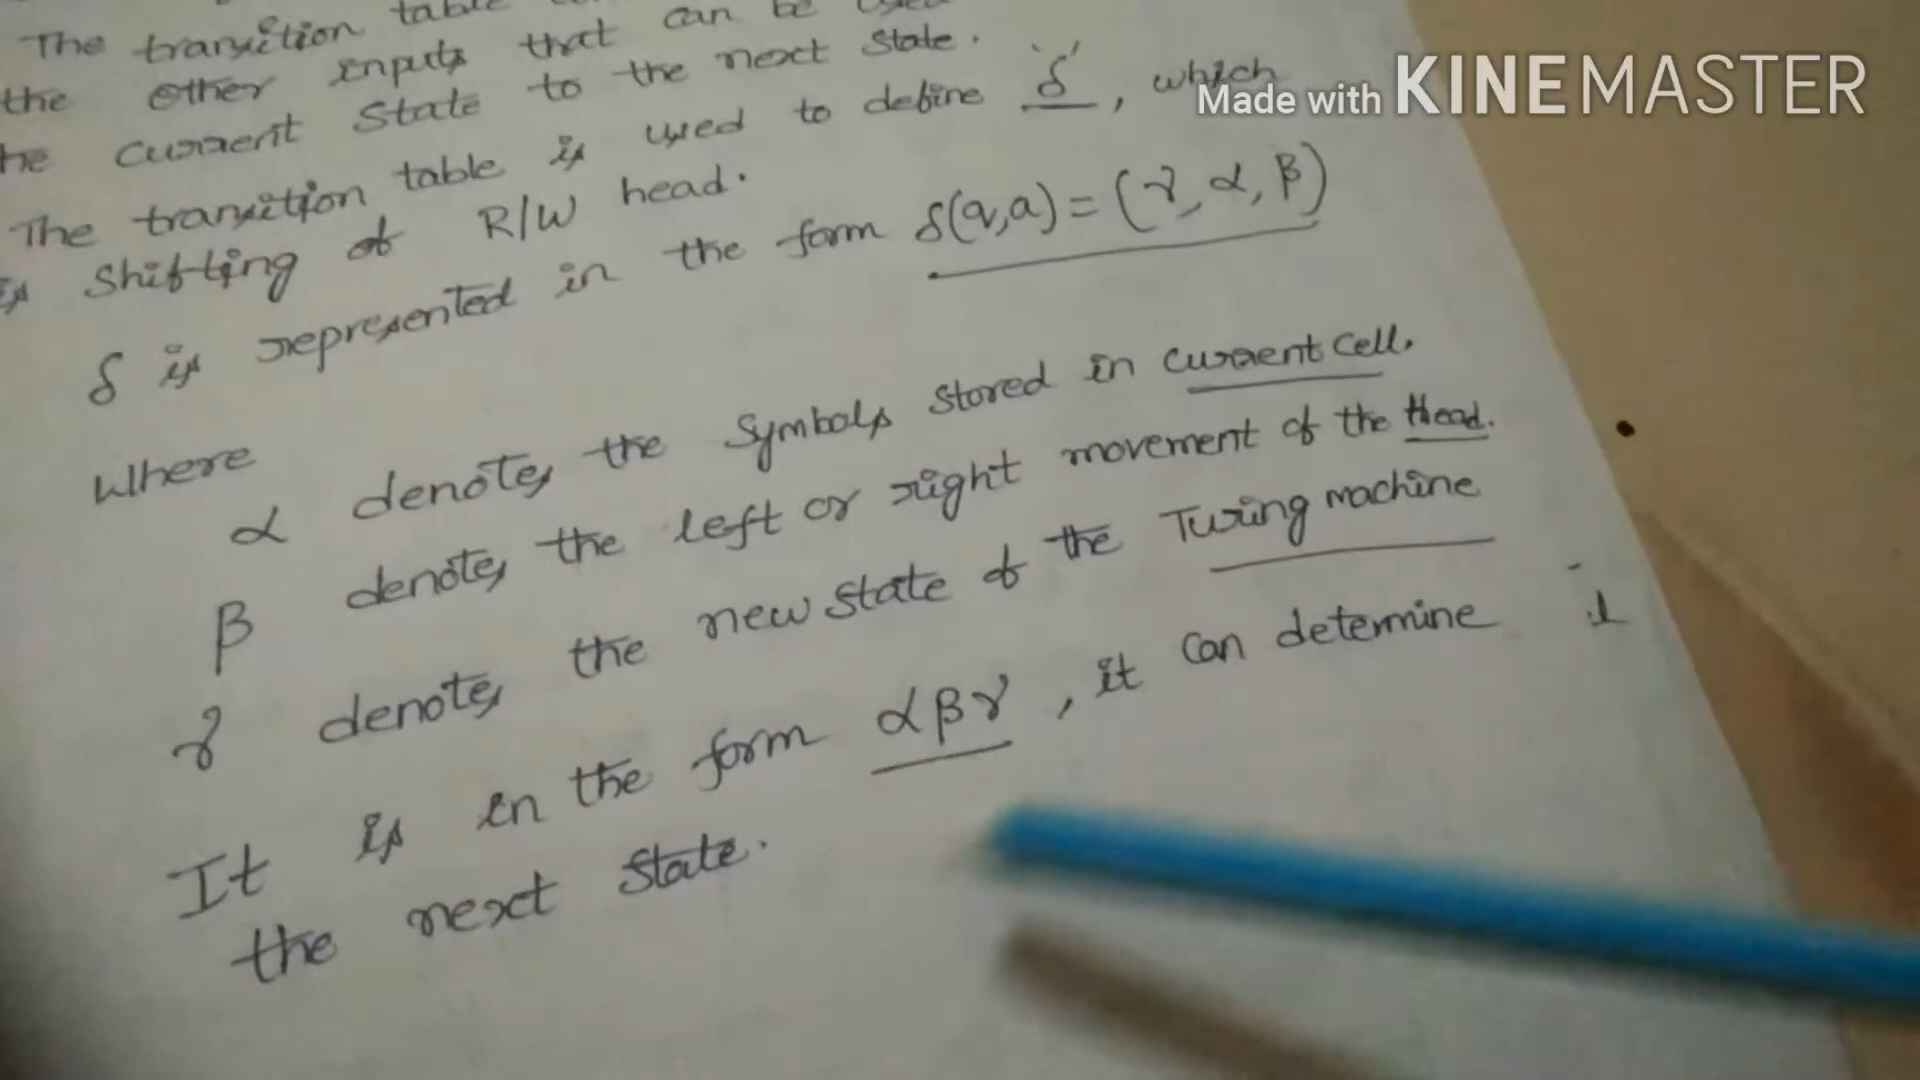 The transition table
the other inputs that can be used
he current state to the next state.
The transition table is used to define 'δ', which
is shifting of R/W head.
δ is represented in the form δ(q,a) = (γ, α, β)
Where
α denotes the symbols stored in current cell.
β denotes the left or right movement of the Head.
γ denotes the new state of the Turing machine
It is in the form αβγ, it can determine
the next state.
Made with KINEMASTER